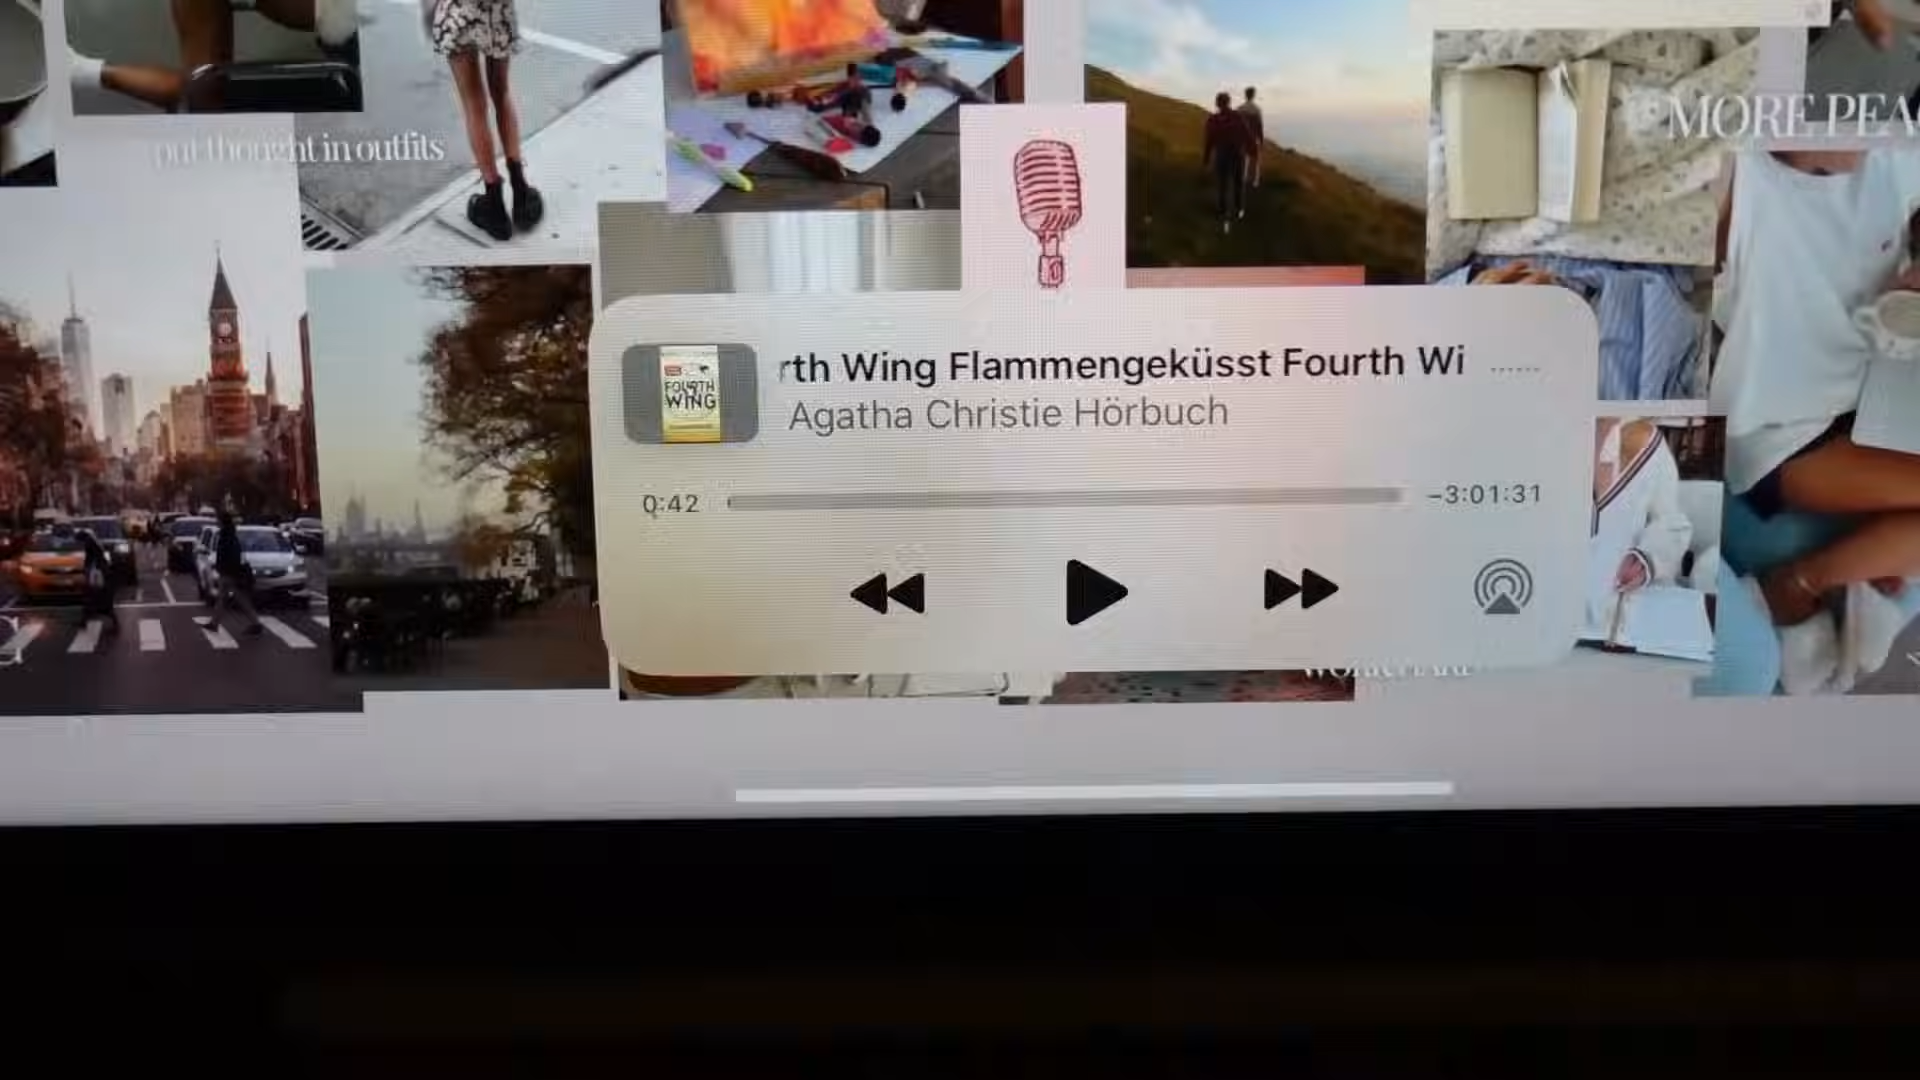 put thought in outfits
MORE PEA
FOURTH
WING
rth Wing Flammengeküsst Fourth Wi
Agatha Christie Hörbuch
0:42
-3:01:31